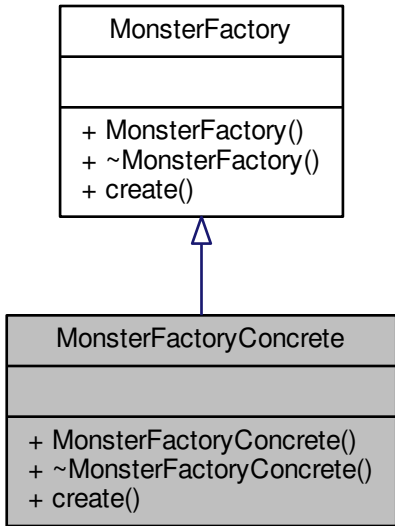 MonsterFactory
+ MonsterFactory()
+ ~MonsterFactory()
+ create()
MonsterFactoryConcrete
+ MonsterFactoryConcrete()
+ ~MonsterFactoryConcrete()
+ create()